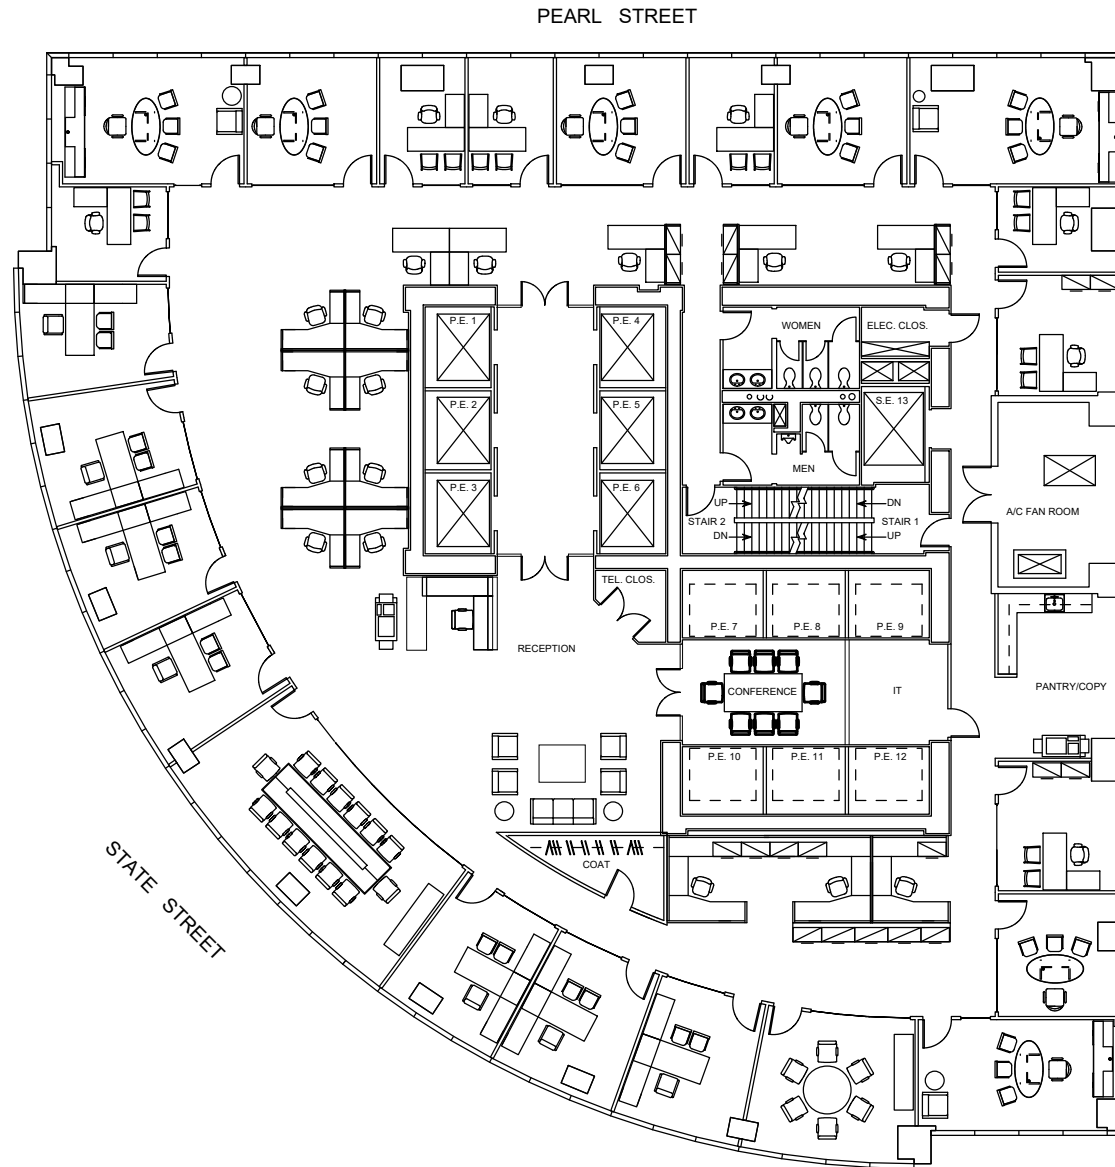 PEARL STREET
P.E. 1
P.E. 4
WOMEN
ELEC. CLOS.
P.E. 2
P.E. 5
S.E. 13
MEN
P.E. 3
P.E. 6
UP
DN
A/C FAN ROOM
STAIR 2
STAIR 1
DN
UP
TEL. CLOS.
P.E. 7
P.E. 8
P.E. 9
RECEPTION
CONFERENCE
IT
PANTRY/COPY
P.E. 10
P.E. 11
P.E. 12
COAT
STATE STREET